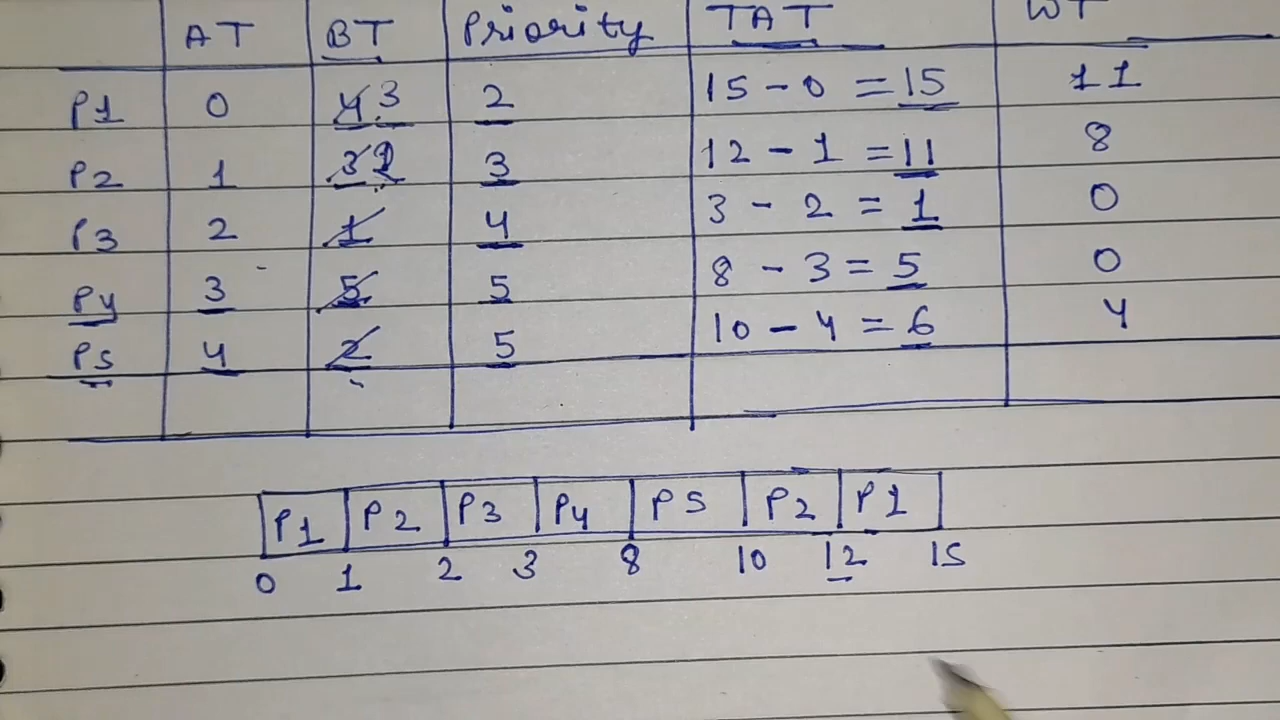 AT BT Priority TAT WT
P1 0 4 3 2 15 - 0 = 15 11
P2 1 3 2 3 12 - 1 = 11 8
P3 2 1 4 3 - 2 = 1 0
P4 3 5 5 8 - 3 = 5 0
P5 4 2 5 10 - 4 = 6 4
P1 P2 P3 P4 P5 P2 P1
0 1 2 3 8 10 12 15